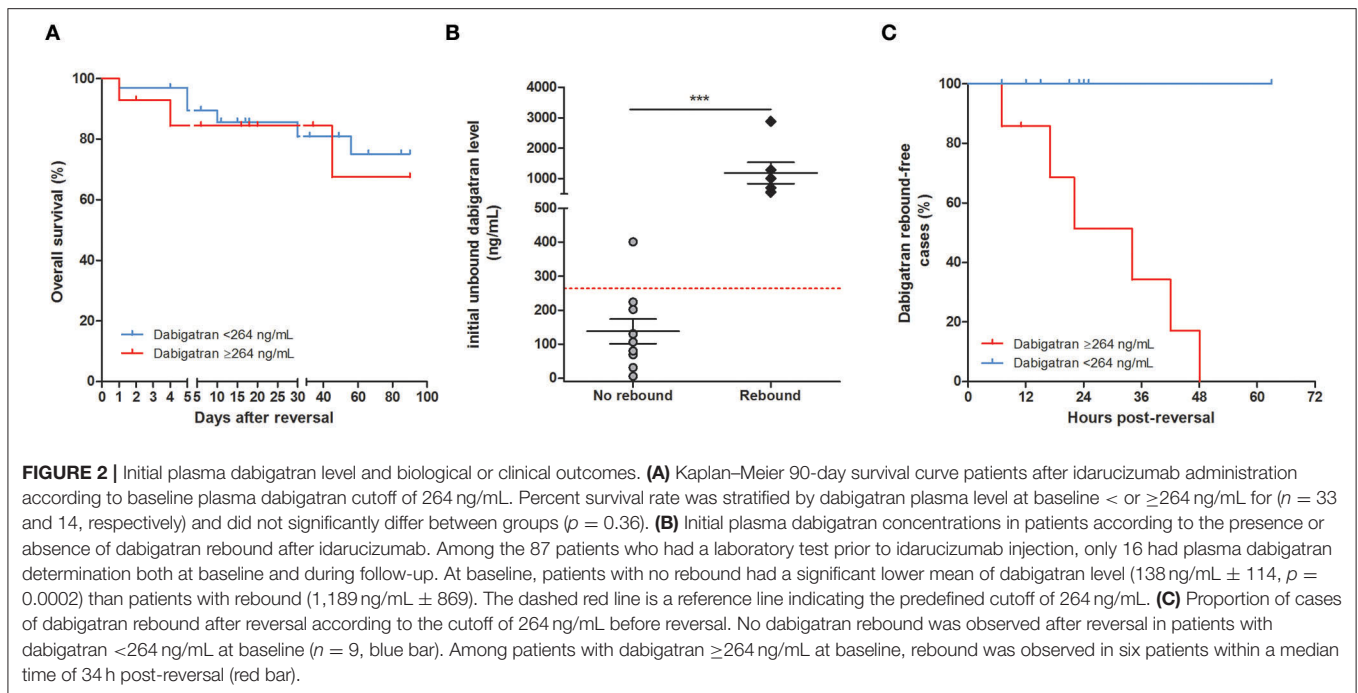 A
B
C
100
80
60
40
20
0
Overall survival (%)
Dabigatran <264 ng/mL
Dabigatran ≥264 ng/mL
0 1 2 3 4 5 5 10 15 20 25 30 40 60 80 100
Days after reversal
***
4000
3000
2000
1000
500
400
300
200
100
0
initial unbound dabigatran level
(ng/mL)
No rebound Rebound
100
80
60
40
20
0
Dabigatran rebound-free
cases (%)
Dabigatran ≥264 ng/mL
Dabigatran <264 ng/mL
0 12 24 36 48 60 72
Hours post-reversal
FIGURE 2 | Initial plasma dabigatran level and biological or clinical outcomes. (A) Kaplan–Meier 90-day survival curve patients after idarucizumab administration
according to baseline plasma dabigatran cutoff of 264 ng/mL. Percent survival rate was stratified by dabigatran plasma level at baseline < or ≥264 ng/mL for (n = 33
and 14, respectively) and did not significantly differ between groups (p = 0.36). (B) Initial plasma dabigatran concentrations in patients according to the presence or
absence of dabigatran rebound after idarucizumab. Among the 87 patients who had a laboratory test prior to idarucizumab injection, only 16 had plasma dabigatran
determination both at baseline and during follow-up. At baseline, patients with no rebound had a significant lower mean of dabigatran level (138 ng/mL ± 114, p =
0.0002) than patients with rebound (1,189 ng/mL ± 869). The dashed red line is a reference line indicating the predefined cutoff of 264 ng/mL. (C) Proportion of cases
of dabigatran rebound after reversal according to the cutoff of 264 ng/mL before reversal. No dabigatran rebound was observed after reversal in patients with
dabigatran <264 ng/mL at baseline (n = 9, blue bar). Among patients with dabigatran ≥264 ng/mL at baseline, rebound was observed in six patients within a median
time of 34 h post-reversal (red bar).